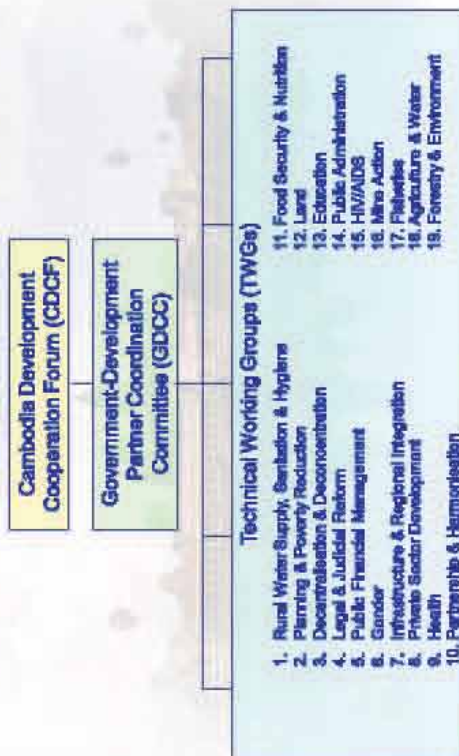 Cambodia Development
Cooperation Forum (CDCF)
Government-Development
Partner Coordination
Committee (GDCC)
Technical Working Groups (TWGs)
1. Rural Water Supply, Sanitation & Hygiene
2. Planning & Poverty Reduction
3. Decentralisation & Deconcentration
4. Legal & Judicial Reform
5. Public Financial Management
6. Gender
7. Infrastructure & Regional Integration
8. Private Sector Development
9. Health
10. Partnership & Harmonisation
11. Food Security & Nutrition
12. Land
13. Education
14. Public Administration
15. HIV/AIDS
16. Mine Action
17. Fisheries
18. Agriculture & Water
19. Forestry & Environment